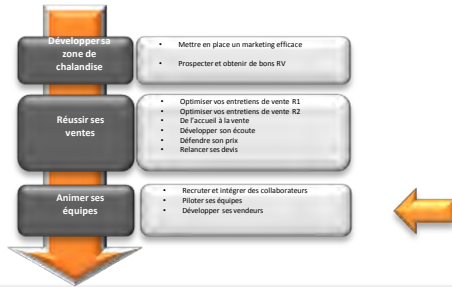 Développer sa
zone de
chalandise
• Mettre en place un marketing efficace
• Prospecter et obtenir de bons RV
Réussir ses
ventes
• Optimiser vos entretiens de vente R1
• Optimiser vos entretiens de vente R2
• De l'accueil à la vente
• Développer son écoute
• Défendre son prix
• Relancer ses devis
Animer ses
équipes
• Recruter et intégrer des collaborateurs
• Piloter ses équipes
• Développer ses vendeurs